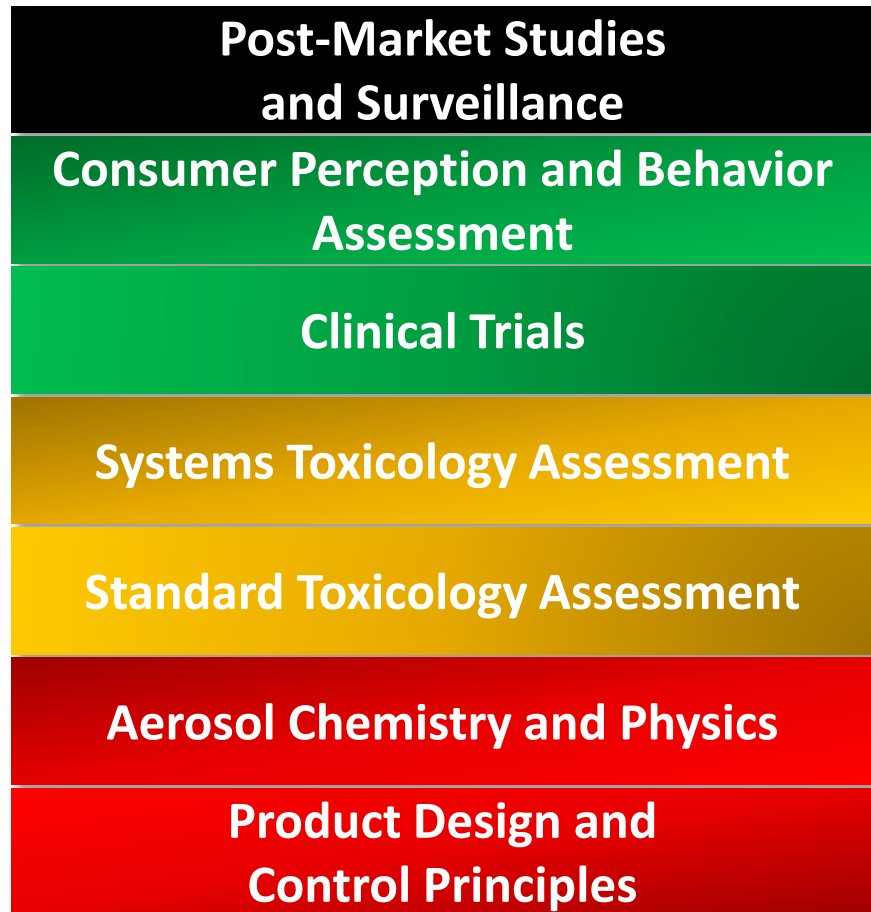 Post-Market Studies
and Surveillance
Consumer Perception and Behavior
Assessment
Clinical Trials
Systems Toxicology Assessment
Standard Toxicology Assessment
Aerosol Chemistry and Physics
Product Design and
Control Principles